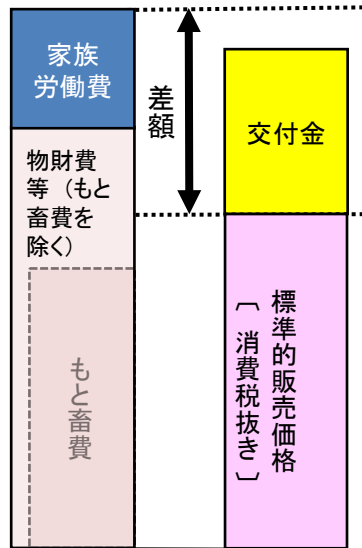 家族
労働費
物財費
等（もと
畜費を
除く）
もと畜費
差額
交付金
標準的販売価格
〔消費税抜き〕